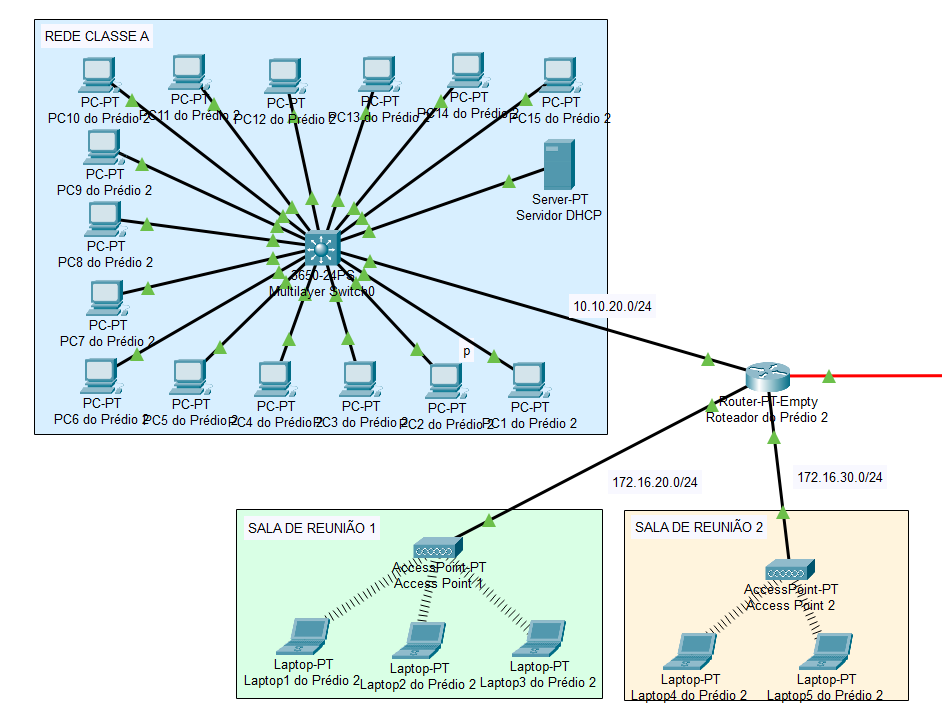 REDE CLASSE A
PC-PT
PC10 do Prédio 2
PC-PT
PC11 do Prédio 2
PC-PT
PC12 do Prédio 2
PC-PT
PC13 do Prédio 2
PC-PT
PC14 do Prédio 2
PC-PT
PC15 do Prédio 2
PC-PT
PC9 do Prédio 2
Server-PT
Servidor DHCP
PC-PT
PC8 do Prédio 2
3650-24PS
Multilayer Switch0
10.10.20.0/24
PC-PT
PC7 do Prédio 2
p
PC-PT
PC6 do Prédio 2
PC-PT
PC5 do Prédio 2
PC-PT
PC4 do Prédio 2
PC-PT
PC3 do Prédio 2
PC-PT
PC2 do Prédio 2
PC-PT
PC1 do Prédio 2
Router-PT-Empty
Roteador do Prédio 2
172.16.20.0/24
172.16.30.0/24
SALA DE REUNIÃO 1
AccessPoint-PT
Access Point 1
Laptop-PT
Laptop1 do Prédio 2
Laptop-PT
Laptop2 do Prédio 2
Laptop-PT
Laptop3 do Prédio 2
SALA DE REUNIÃO 2
AccessPoint-PT
Access Point 2
Laptop-PT
Laptop4 do Prédio 2
Laptop-PT
Laptop5 do Prédio 2